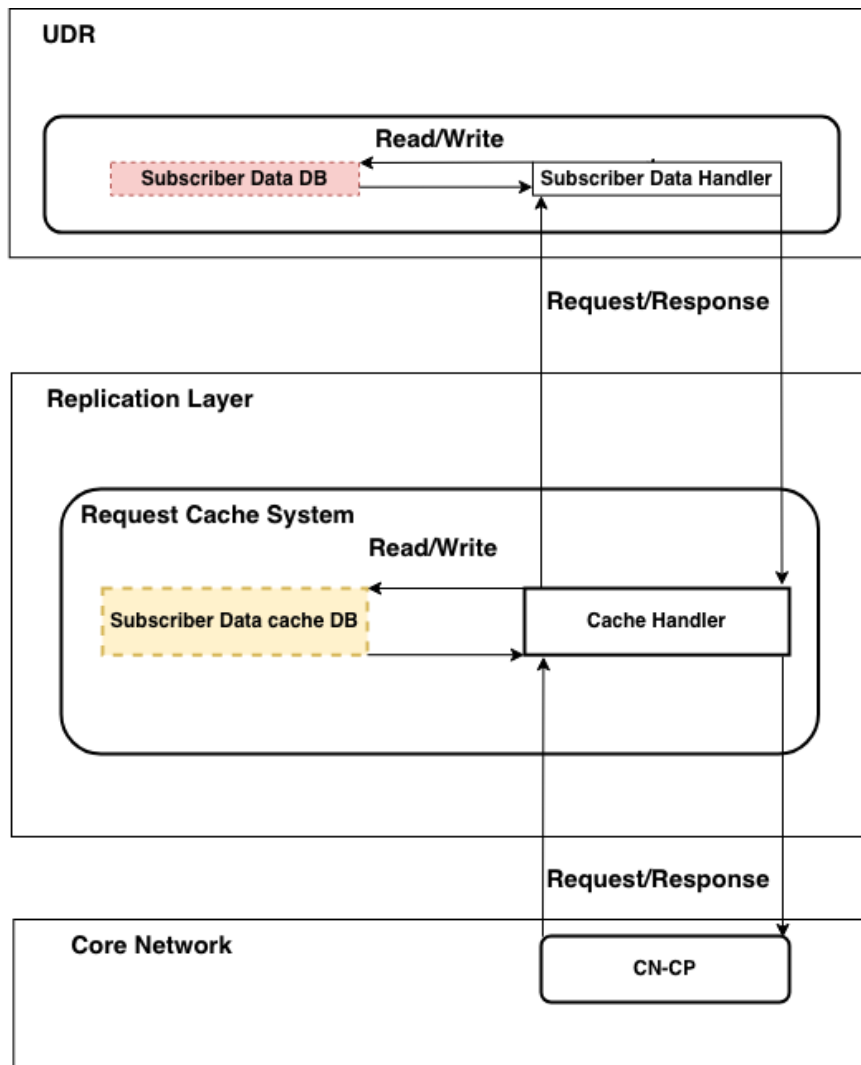 UDR
Read/Write
Subscriber Data DB
Subscriber Data Handler
Request/Response
Replication Layer
Request Cache System
Read/Write
Subscriber Data cache DB
Cache Handler
Request/Response
Core Network
CN-CP